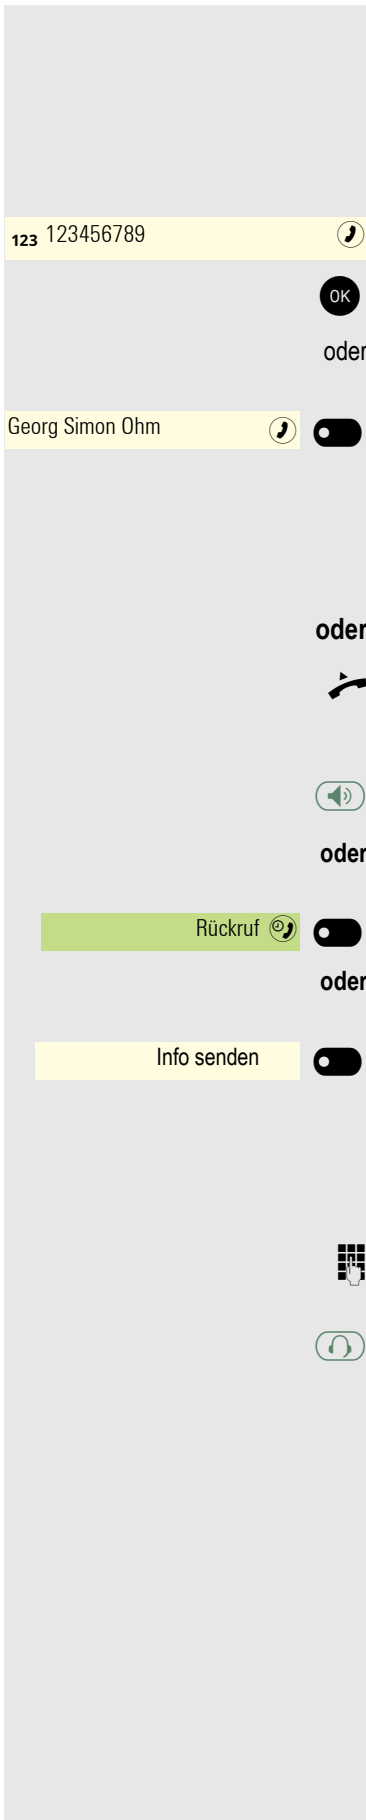 123 123456789
OK
oder
Georg Simon Ohm
oder
oder
Rückruf
oder
Info senden